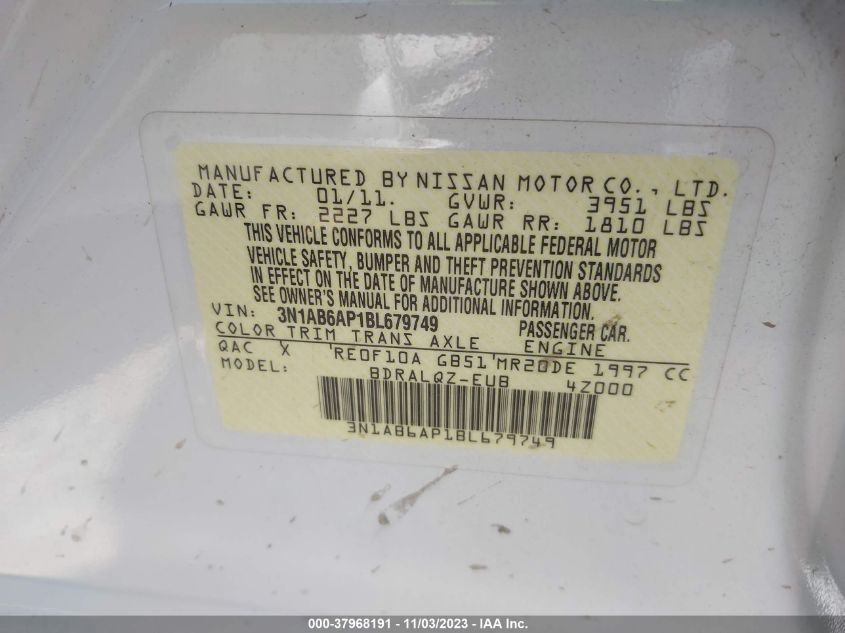 MANUFACTURED BY NISSAN MOTOR CO., LTD.
DATE: 01/11. GVWR: 3951 LBS
GAWR FR: 2227 LBS GAWR RR: 1810 LBS
THIS VEHICLE CONFORMS TO ALL APPLICABLE FEDERAL MOTOR
VEHICLE SAFETY, BUMPER AND THEFT PREVENTION STANDARDS
IN EFFECT ON THE DATE OF MANUFACTURE SHOWN ABOVE.
SEE OWNER'S MANUAL FOR ADDITIONAL INFORMATION.
VIN: 3N1AB6AP1BL679749 PASSENGER CAR.
COLOR TRIM TRANS AXLE ENGINE
QAC X 'RE0F10A GB51'MR20DE 1997 CC
MODEL: BDRALQZ-EUB 4Z000
3N1AB6AP1BL679749
000-37968191 - 11/03/2023 - IAA Inc.